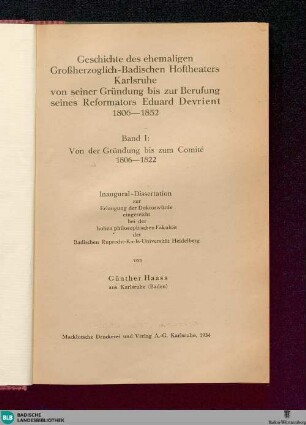 Geschichte des ehemaligen
Großherzoglich-Badischen Hoftheaters
Karlsruhe
von seiner Gründung bis zur Berufung
seines Reformators Eduard Devrient
1806—1852
Band I:
Von der Gründung bis zum Comité
1806—1822
Inaugural-Dissertation
zur
Erlangung der Doktorwürde
eingereicht
bei der
hohen philosophischen Fakultät
der
Badischen Ruprecht-Karls-Universität Heidelberg
von
Günther Haass
aus Karlsruhe (Baden)
Macklotsche Druckerei und Verlag A.-G. Karlsruhe, 1934
BLB
BADISCHE
LANDESBIBLIOTHEK
Baden-Württemberg